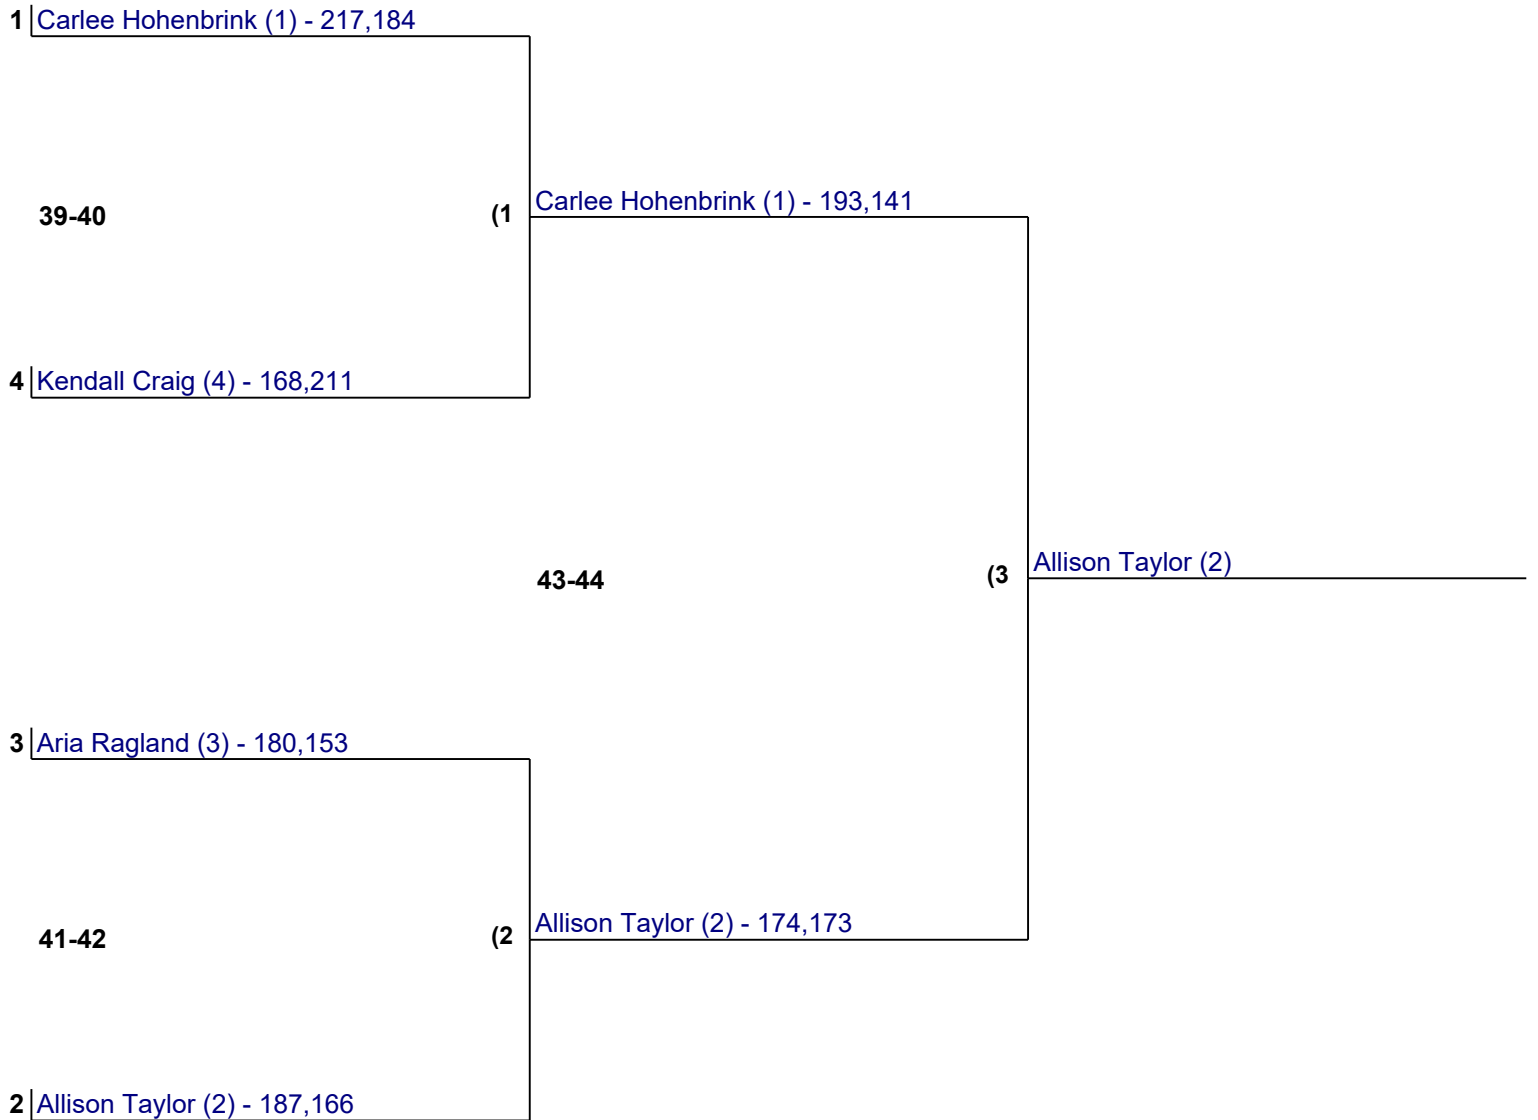 1 Carlee Hohenbrink (1) - 217,184
39-40 (1 Carlee Hohenbrink (1) - 193,141
4 Kendall Craig (4) - 168,211
43-44 (3 Allison Taylor (2)
3 Aria Ragland (3) - 180,153
41-42 (2 Allison Taylor (2) - 174,173
2 Allison Taylor (2) - 187,166